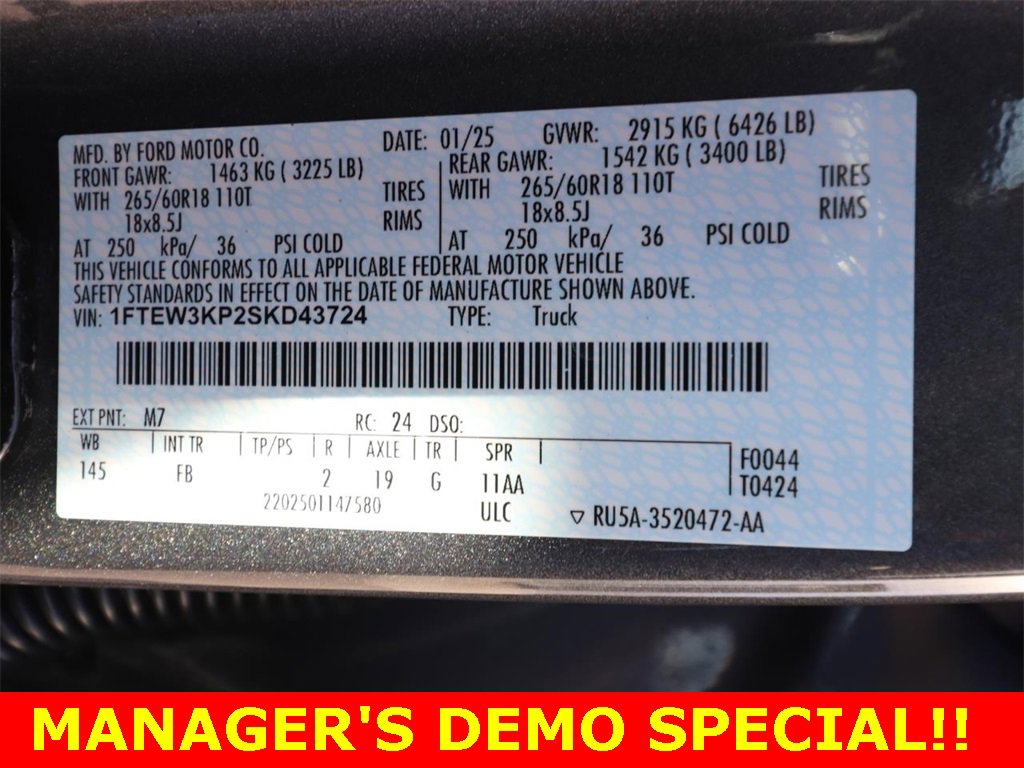 MFD. BY FORD MOTOR CO. DATE: 01/25 GVWR: 2915 KG ( 6426 LB)
FRONT GAWR: 1463 KG ( 3225 LB) REAR GAWR: 1542 KG ( 3400 LB)
WITH 265/60R18 110T TIRES WITH 265/60R18 110T TIRES
18x8.5J RIMS 18x8.5J RIMS
AT 250 kPa/ 36 PSI COLD AT 250 kPa/ 36 PSI COLD
THIS VEHICLE CONFORMS TO ALL APPLICABLE FEDERAL MOTOR VEHICLE
SAFETY STANDARDS IN EFFECT ON THE DATE OF MANUFACTURE SHOWN ABOVE.
VIN: 1FTEW3KP2SKD43724 TYPE: Truck
EXT PNT: M7 RC: 24 DSO:
WB INT TR TP/PS R AXLE TR SPR F0044
145 FB 2 19 G 11AA T0424
2202501147580 ULC RU5A-3520472-AA
MANAGER'S DEMO SPECIAL!!